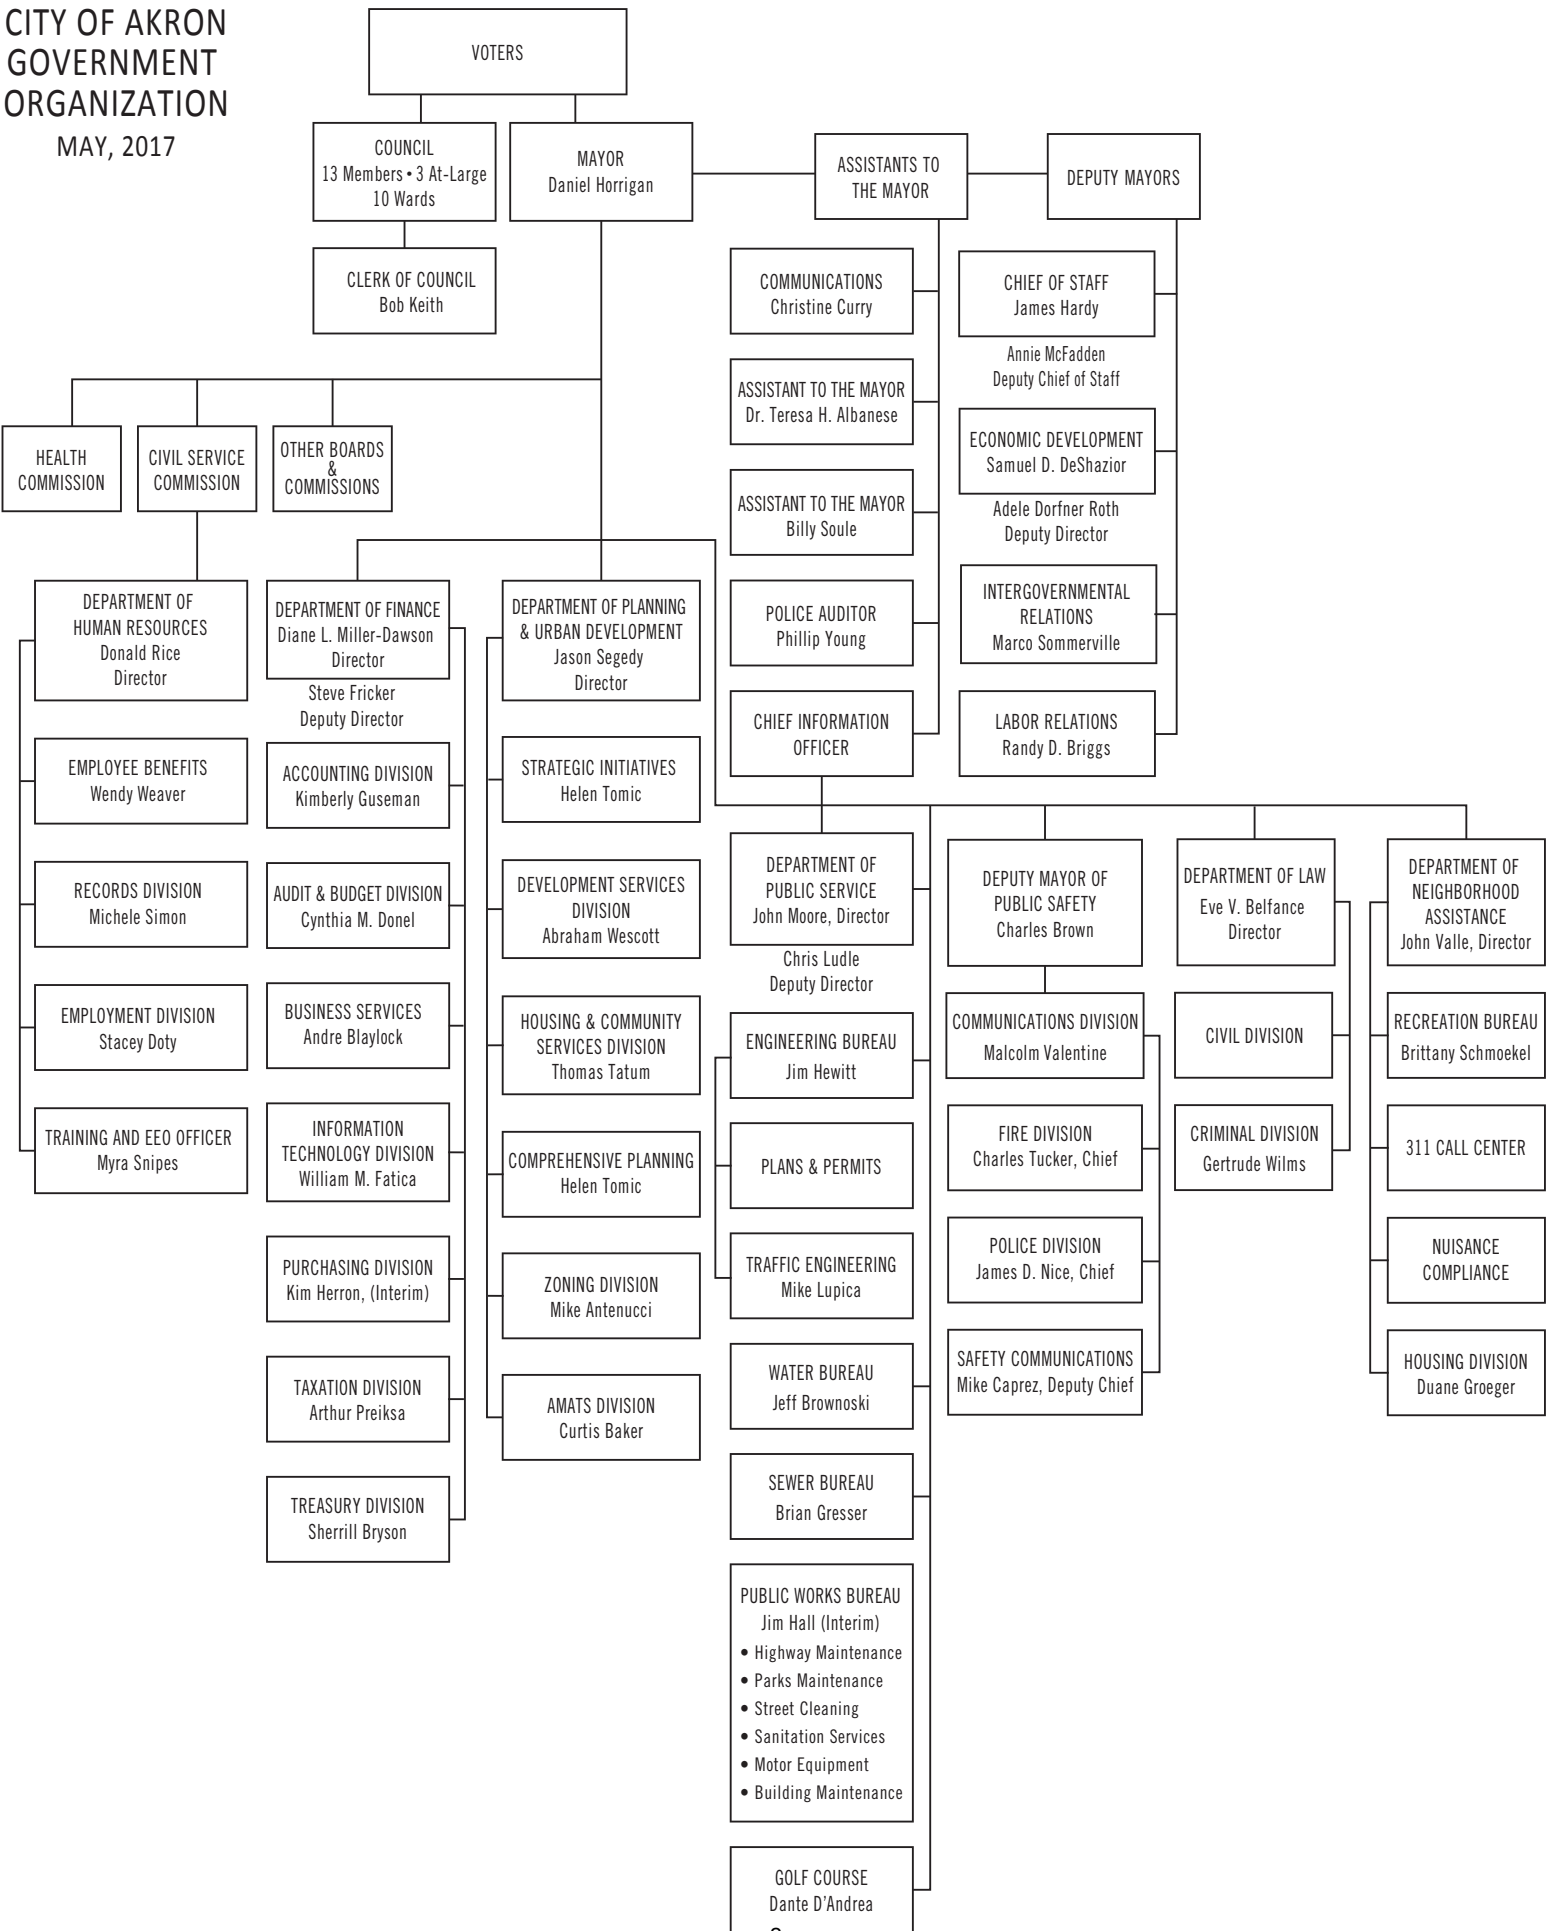 CITY OF AKRON
GOVERNMENT
ORGANIZATION
MAY, 2017
VOTERS
COUNCIL
13 Members • 3 At-Large
10 Wards
MAYOR
Daniel Horrigan
ASSISTANTS TO
THE MAYOR
DEPUTY MAYORS
CLERK OF COUNCIL
Bob Keith
COMMUNICATIONS
Christine Curry
ASSISTANT TO THE MAYOR
Dr. Teresa H. Albanese
ASSISTANT TO THE MAYOR
Billy Soule
POLICE AUDITOR
Phillip Young
CHIEF INFORMATION
OFFICER
CHIEF OF STAFF
James Hardy
Annie McFadden
Deputy Chief of Staff
ECONOMIC DEVELOPMENT
Samuel D. DeShazior
Adele Dorfner Roth
Deputy Director
INTERGOVERNMENTAL
RELATIONS
Marco Sommerville
LABOR RELATIONS
Randy D. Briggs
HEALTH
COMMISSION
CIVIL SERVICE
COMMISSION
OTHER BOARDS
&
COMMISSIONS
DEPARTMENT OF
HUMAN RESOURCES
Donald Rice
Director
EMPLOYEE BENEFITS
Wendy Weaver
RECORDS DIVISION
Michele Simon
EMPLOYMENT DIVISION
Stacey Doty
TRAINING AND EEO OFFICER
Myra Snipes
DEPARTMENT OF FINANCE
Diane L. Miller-Dawson
Director
Steve Fricker
Deputy Director
ACCOUNTING DIVISION
Kimberly Guseman
AUDIT & BUDGET DIVISION
Cynthia M. Donel
BUSINESS SERVICES
Andre Blaylock
INFORMATION
TECHNOLOGY DIVISION
William M. Fatica
PURCHASING DIVISION
Kim Herron, (Interim)
TAXATION DIVISION
Arthur Preiksa
TREASURY DIVISION
Sherrill Bryson
DEPARTMENT OF PLANNING
& URBAN DEVELOPMENT
Jason Segedy
Director
STRATEGIC INITIATIVES
Helen Tomic
DEVELOPMENT SERVICES
DIVISION
Abraham Wescott
HOUSING & COMMUNITY
SERVICES DIVISION
Thomas Tatum
COMPREHENSIVE PLANNING
Helen Tomic
ZONING DIVISION
Mike Antenucci
AMATS DIVISION
Curtis Baker
DEPARTMENT OF
PUBLIC SERVICE
John Moore, Director
Chris Ludle
Deputy Director
ENGINEERING BUREAU
Jim Hewitt
PLANS & PERMITS
TRAFFIC ENGINEERING
Mike Lupica
WATER BUREAU
Jeff Brownoski
SEWER BUREAU
Brian Gresser
PUBLIC WORKS BUREAU
Jim Hall (Interim)
• Highway Maintenance
• Parks Maintenance
• Street Cleaning
• Sanitation Services
• Motor Equipment
• Building Maintenance
GOLF COURSE
Dante D'Andrea
DEPUTY MAYOR OF
PUBLIC SAFETY
Charles Brown
COMMUNICATIONS DIVISION
Malcolm Valentine
FIRE DIVISION
Charles Tucker, Chief
POLICE DIVISION
James D. Nice, Chief
SAFETY COMMUNICATIONS
Mike Caprez, Deputy Chief
DEPARTMENT OF LAW
Eve V. Belfance
Director
CIVIL DIVISION
CRIMINAL DIVISION
Gertrude Wilms
DEPARTMENT OF
NEIGHBORHOOD
ASSISTANCE
John Valle, Director
RECREATION BUREAU
Brittany Schmoekel
311 CALL CENTER
NUISANCE
COMPLIANCE
HOUSING DIVISION
Duane Groeger